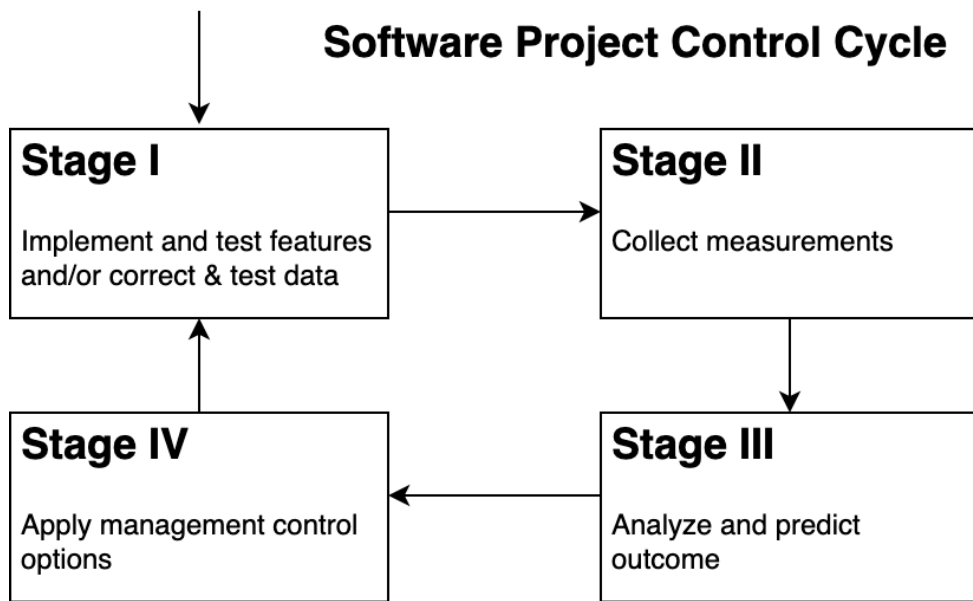 Software Project Control Cycle
Stage I
Implement and test features
and/or correct & test data
Stage II
Collect measurements
Stage III
Analyze and predict
outcome
Stage IV
Apply management control
options